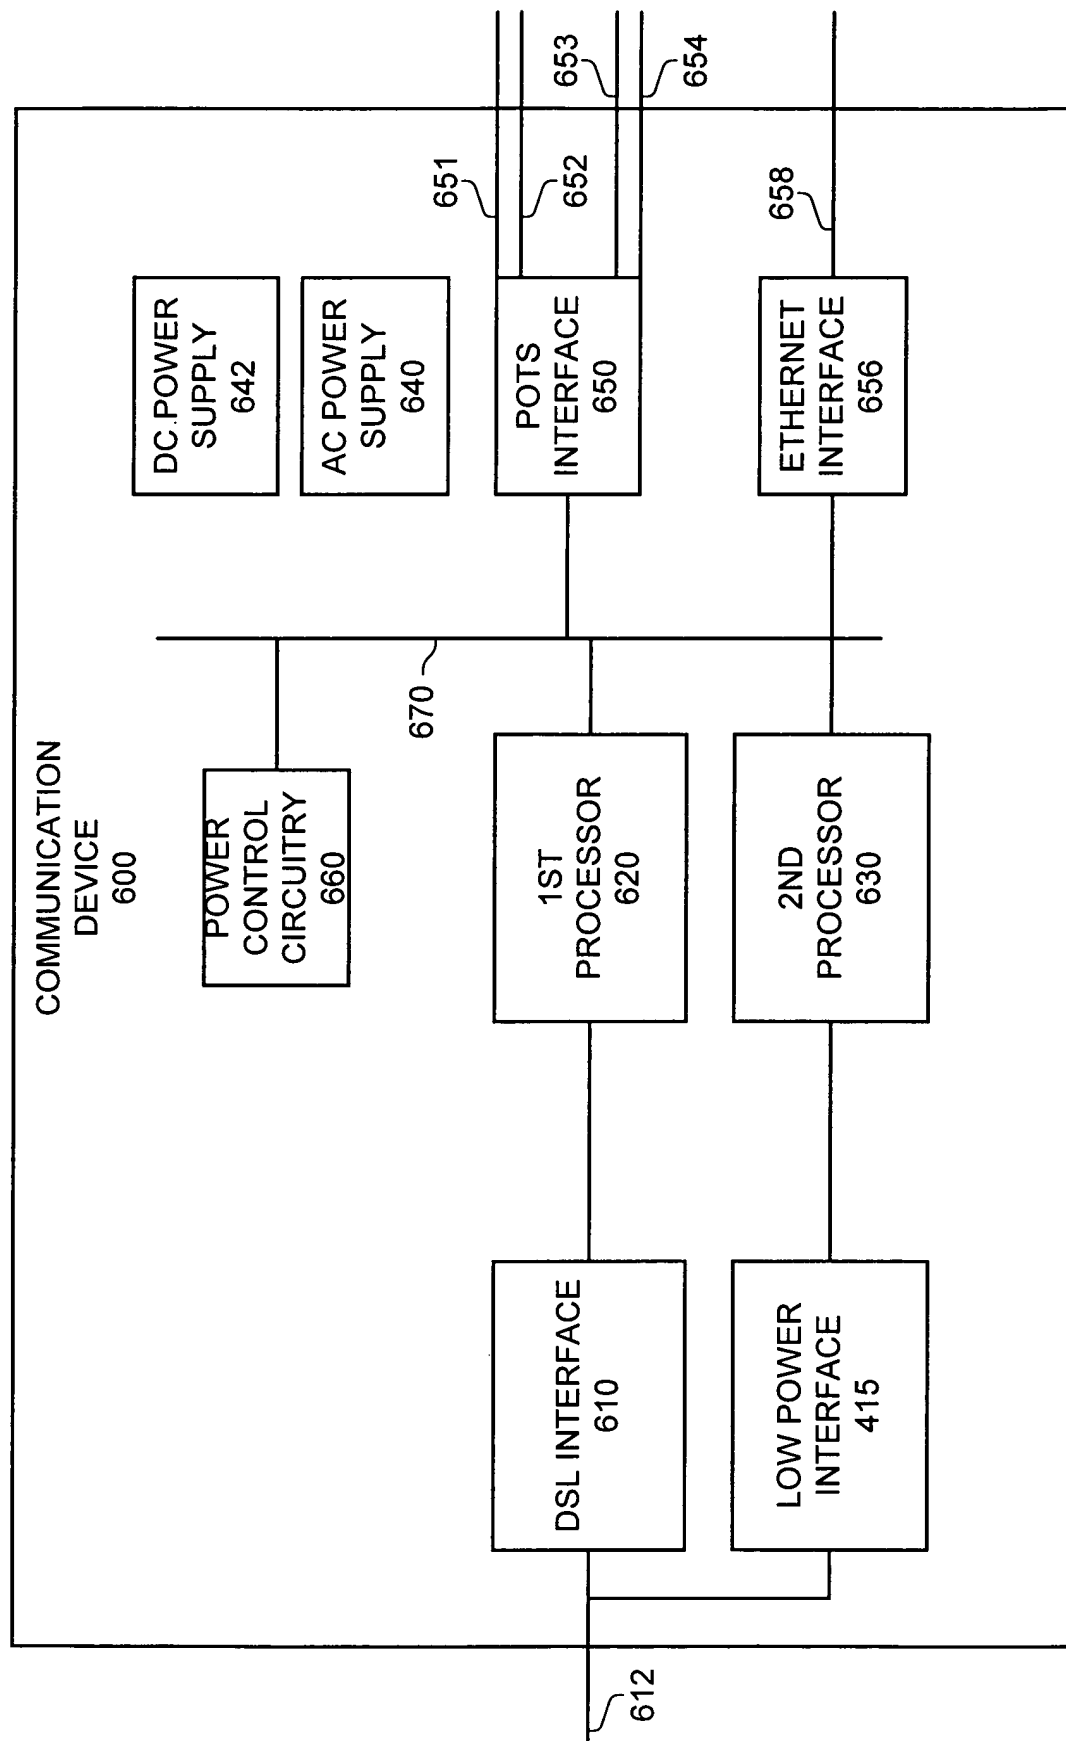 COMMUNICATION
DEVICE
600
POWER
CONTROL
CIRCUITRY
660
DC.POWER
SUPPLY
642
AC POWER
SUPPLY
640
670
651
652
653
654
DSL INTERFACE
610
1ST
PROCESSOR
620
POTS
INTERFACE
650
612
LOW POWER
INTERFACE
415
2ND
PROCESSOR
630
ETHERNET
INTERFACE
656
658